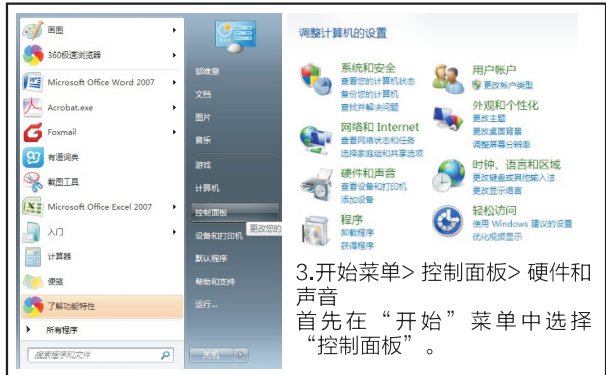 画图
360极速浏览器
Microsoft Office Word 2007
Acrobat.exe
Foxmail
有道词典
截图工具
Microsoft Office Excel 2007
入门
计算器
便笺
了解功能特性
所有程序
搜索程序和文件
文档
图片
音乐
游戏
计算机
控制面板
更改您的
设备和打印机
默认程序
帮助和支持
运行...
关机
调整计算机的设置
系统和安全
查看您的计算机状态
备份您的计算机
查找并解决问题
网络和 Internet
查看网络状态和任务
选择家庭组和共享选项
硬件和声音
查看设备和打印机
添加设备
程序
卸载程序
获得程序
用户帐户
更改帐户类型
外观和个性化
更改主题
更改桌面背景
调整屏幕分辨率
时钟、语言和区域
更改键盘或其他输入法
更改显示语言
轻松访问
使用 Windows 建议的设置
优化视频显示
3.开始菜单> 控制面板> 硬件和
声音
首先在“开始”菜单中选择
“控制面板”。